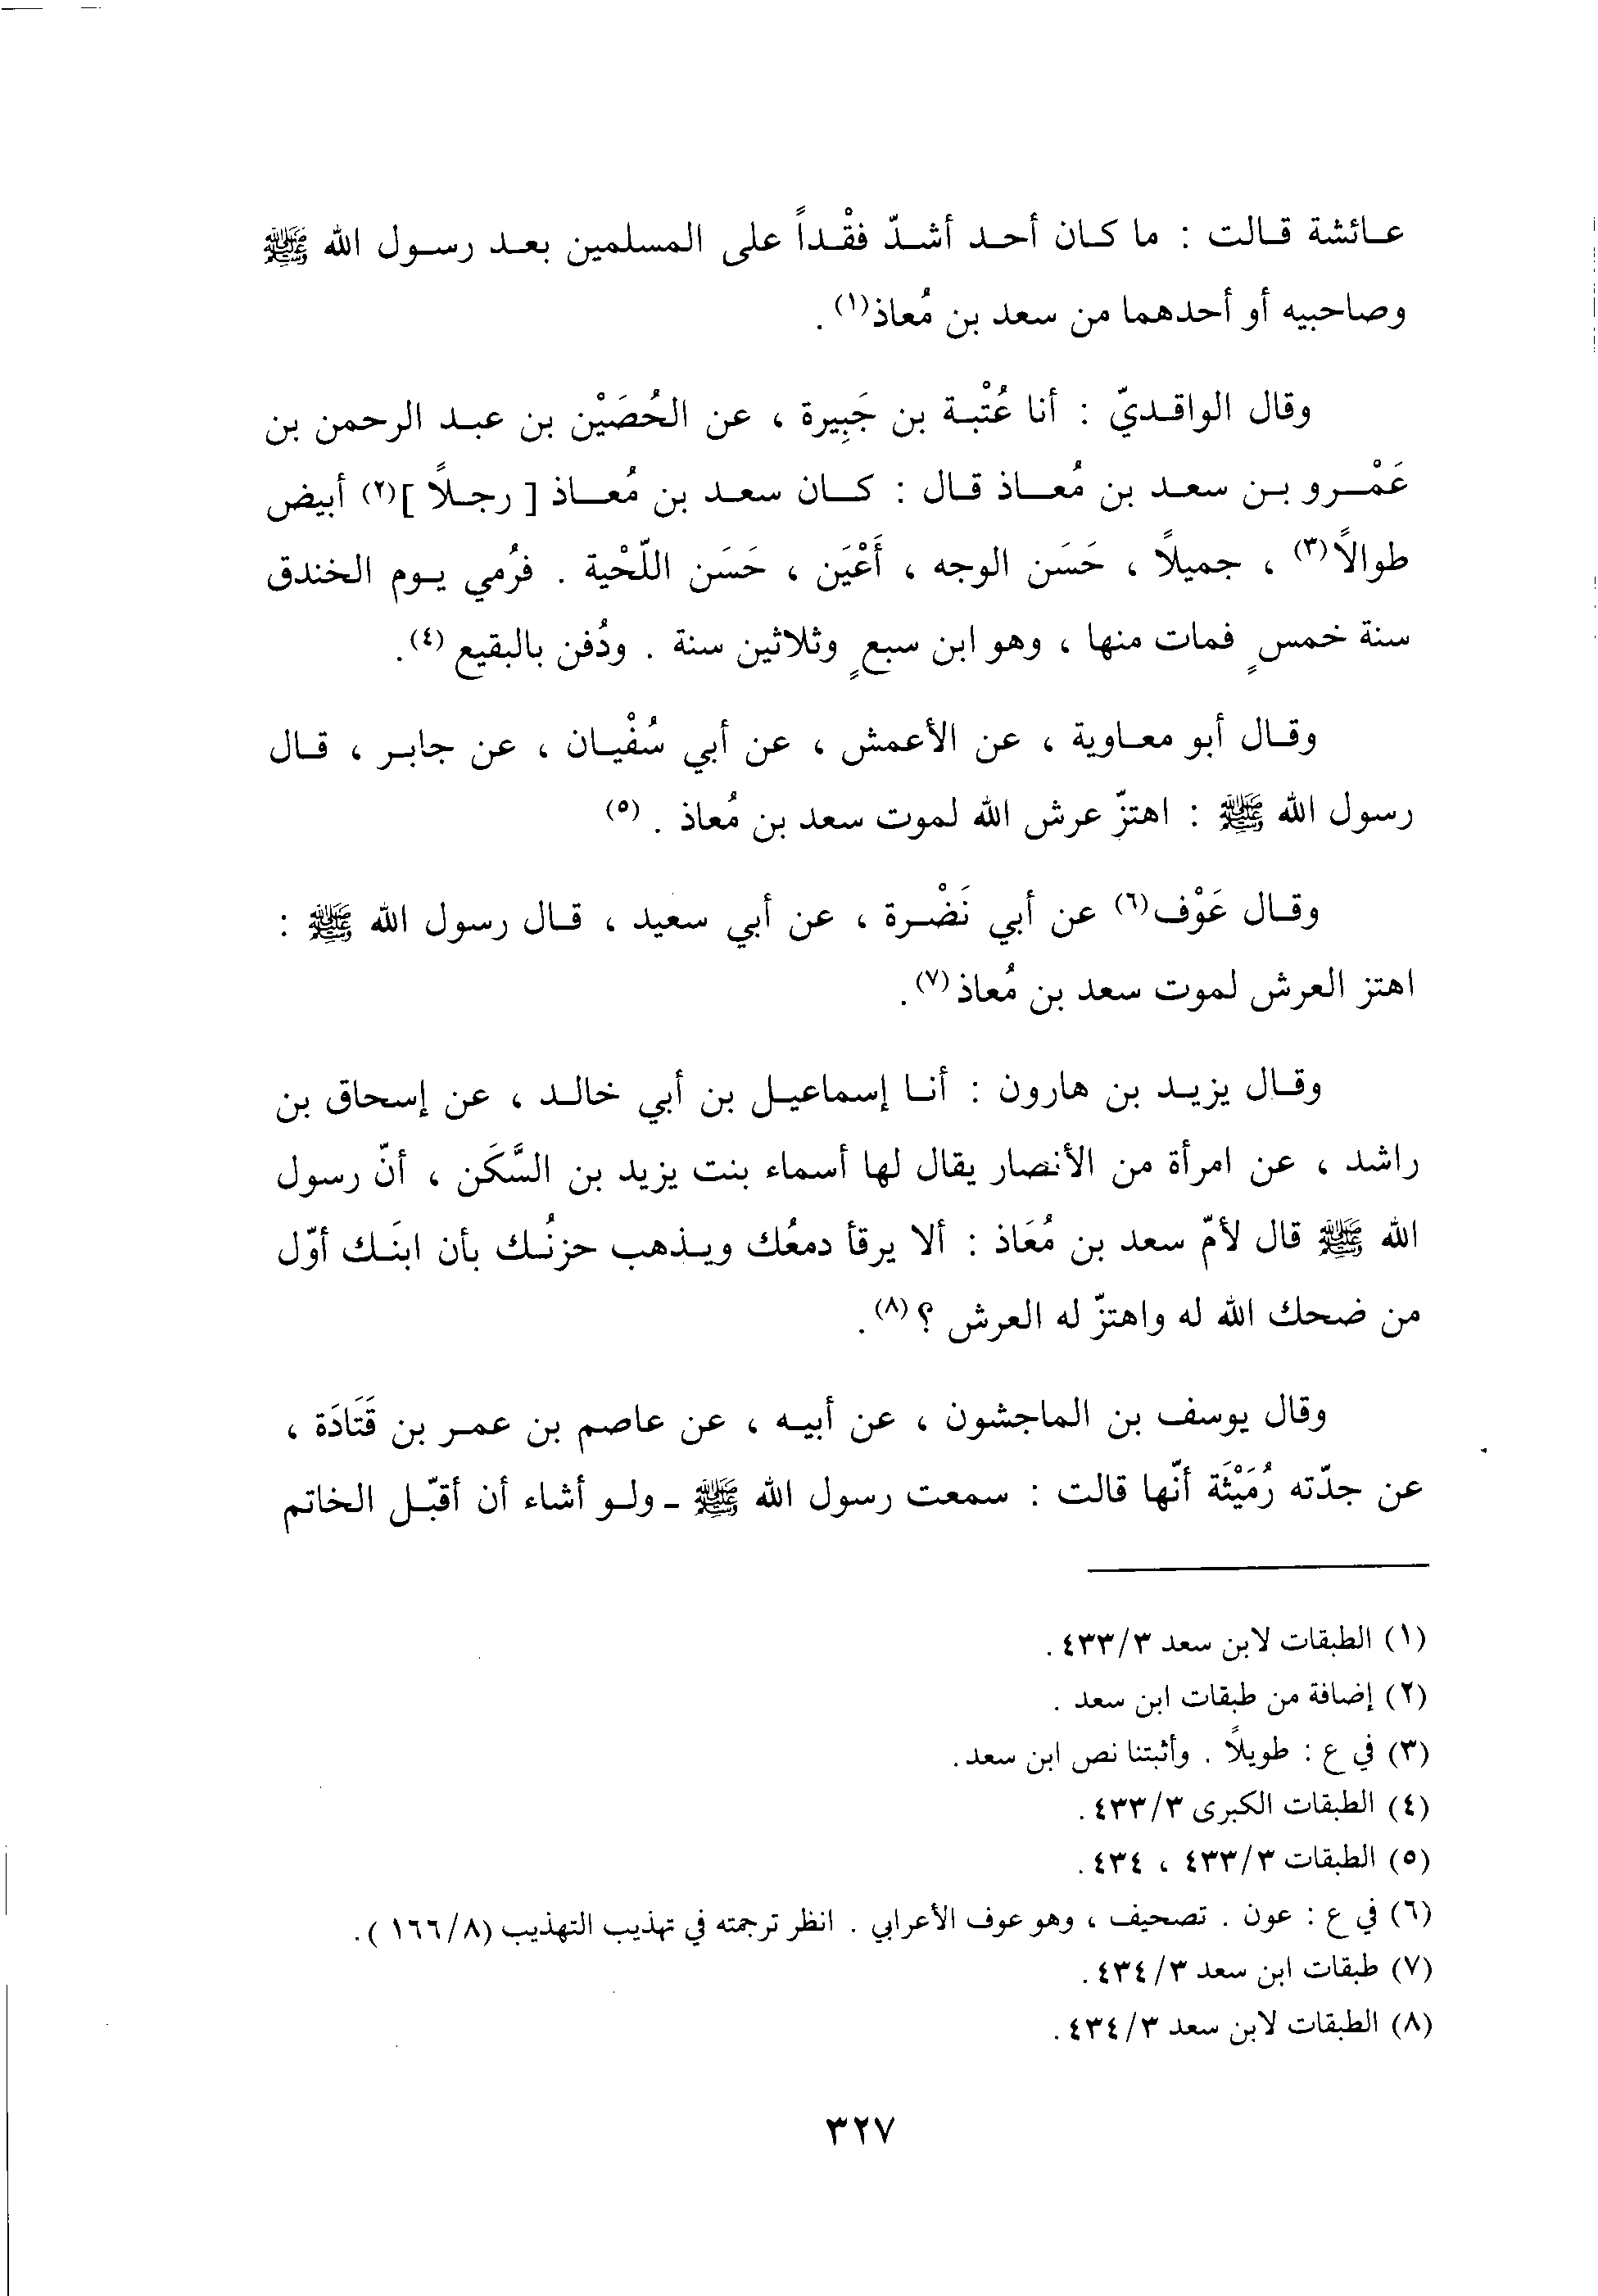 عائشة قالت : ما كان أحد أشدّ فقْداً على المسلمين بعد رسول الله ﷺ
وصاحبيه أو أحدهما من سعد بن مُعاذ(١) .
وقال الواقديّ : أنا عُتْبة بن جَبِيرة ، عن الحُصَيْن بن عبد الرحمن بن
عَمْرو بن سعد بن مُعاذ قال : كان سعد بن مُعاذ [ رجلاً ](٢) أبيض
طوالاً(٣) ، جميلاً ، حَسَن الوجه ، أَعْيَن ، حَسَن اللّحْية . فرُمي يوم الخندق
سنة خمسٍ فمات منها ، وهو ابن سبعٍ وثلاثين سنة . ودُفن بالبقيع (٤).
وقال أبو معاوية ، عن الأعمش ، عن أبي سُفْيان ، عن جابر ، قال
رسول الله ﷺ : اهتزّ عرش الله لموت سعد بن مُعاذ . (٥)
وقال عَوْف(٦) عن أبي نَضْرة ، عن أبي سعيد ، قال رسول الله ﷺ :
اهتز العرش لموت سعد بن مُعاذ(٧).
وقال يزيد بن هارون : أنا إسماعيل بن أبي خالد ، عن إسحاق بن
راشد ، عن امرأة من الأنصار يقال لها أسماء بنت يزيد بن السَّكَن ، أنّ رسول
الله ﷺ قال لأمّ سعد بن مُعَاذ : ألا يرقأ دمعُك ويذهب حزنُك بأن ابنَك أوّل
من ضحك الله له واهتزّ له العرش ؟(٨).
وقال يوسف بن الماجشون ، عن أبيه ، عن عاصم بن عمر بن قَتَادَة ،
عن جدّته رُمَيْثَة أنّها قالت : سمعت رسول الله ﷺ - ولو أشاء أن أقبّل الخاتم
(١) الطبقات لابن سعد ٤٣٣/٣ .
(٢) إضافة من طبقات ابن سعد .
(٣) في ع : طويلاً . وأثبتنا نص ابن سعد.
(٤) الطبقات الكبرى ٤٣٣/٣ .
(٥) الطبقات ٤٣٣/٣ ، ٤٣٤ .
(٦) في ع : عون . تصحيف ، وهو عوف الأعرابي . انظر ترجمته في تهذيب التهذيب (١٦٦/٨ ).
(٧) طبقات ابن سعد ٤٣٤/٣ .
(٨) الطبقات لابن سعد ٤٣٤/٣ .
٣٢٧